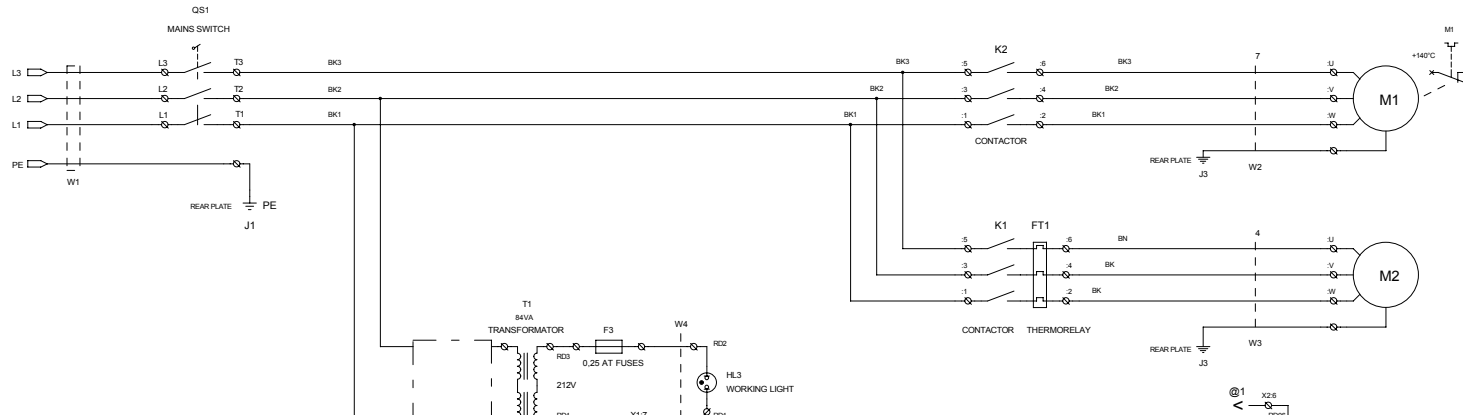 QS1
MAINS SWITCH
M1
+140°C
K2
L3 L3 T3 BK3 BK3 :5 :6 BK3 7 :U
L2 L2 T2 BK2 BK2 :3 :4 BK2 :V
M1
L1 L1 T1 BK1 BK1 :1 :2 BK1 :W
CONTACTOR
PE
W1
REAR PLATE PE
J1
REAR PLATE
J3
W2
K1 FT1
:5 :6 BN 4 :U
:3 :4 BK :V
M2
:1 :2 BK :W
CONTACTOR THERMORELAY
REAR PLATE
J3
W3
T1
84VA
TRANSFORMATOR
F3
W4
RD3
0,25 AT FUSES
RD2
212V
HL3
WORKING LIGHT
X1:7
@1
X2:6